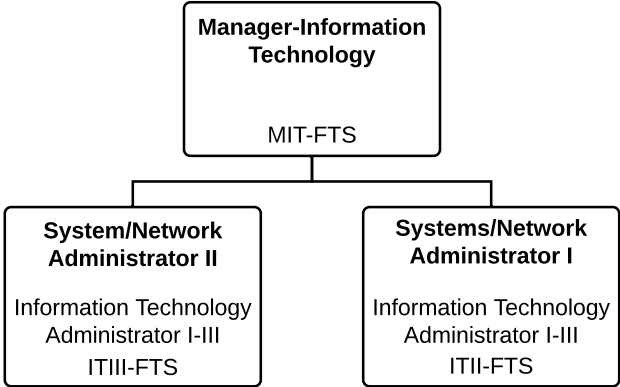 Manager-Information
Technology
MIT-FTS
System/Network
Administrator II
Information Technology
Administrator I-III
ITIII-FTS
Systems/Network
Administrator I
Information Technology
Administrator I-III
ITII-FTS